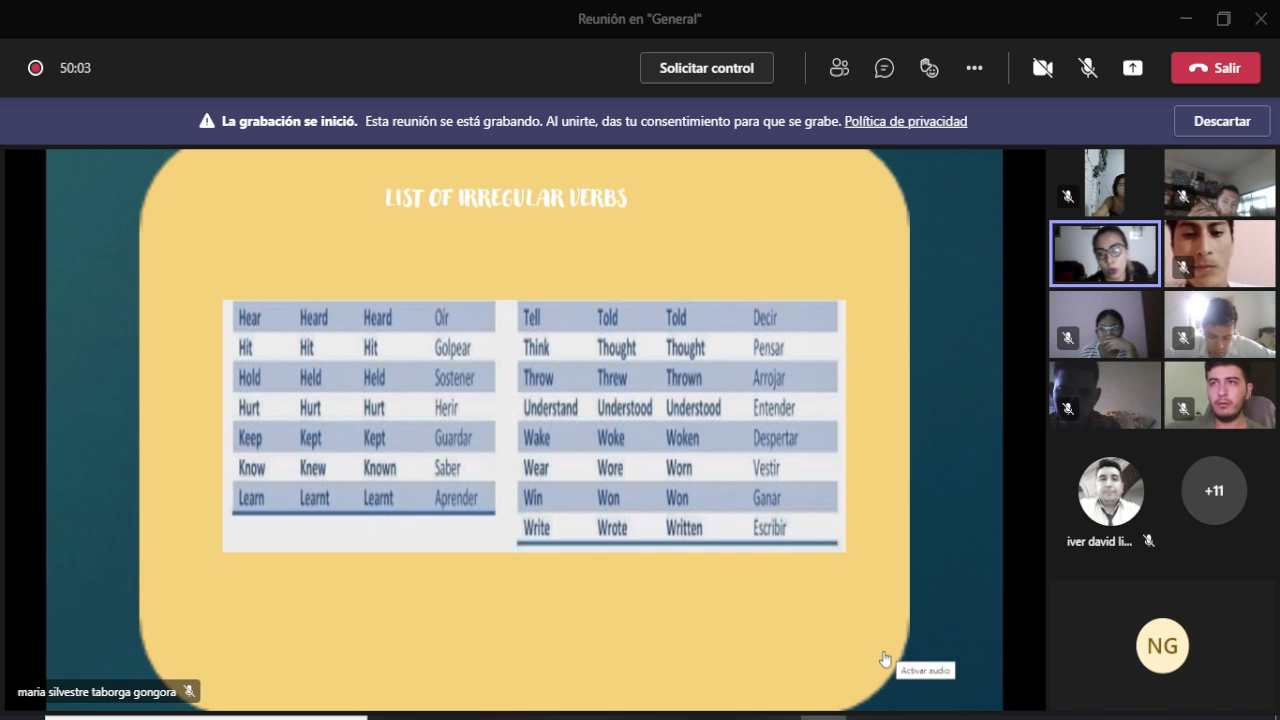 Reunión en "General"
50:03
Solicitar control
Salir
La grabación se inició. Esta reunión se está grabando. Al unirte, das tu consentimiento para que se grabe. Política de privacidad
Descartar
LIST OF IRREGULAR VERBS
Hear Heard Heard Oír
Hit Hit Hit Golpear
Hold Held Held Sostener
Hurt Hurt Hurt Herir
Keep Kept Kept Guardar
Know Knew Known Saber
Learn Learnt Learnt Aprender
Tell Told Told Decir
Think Thought Thought Pensar
Throw Threw Thrown Arrojar
Understand Understood Understood Entender
Wake Woke Woken Despertar
Wear Wore Worn Vestir
Win Won Won Ganar
Write Wrote Written Escribir
+11
iver david li...
NG
Activar audio
maria silvestre taborga gongora